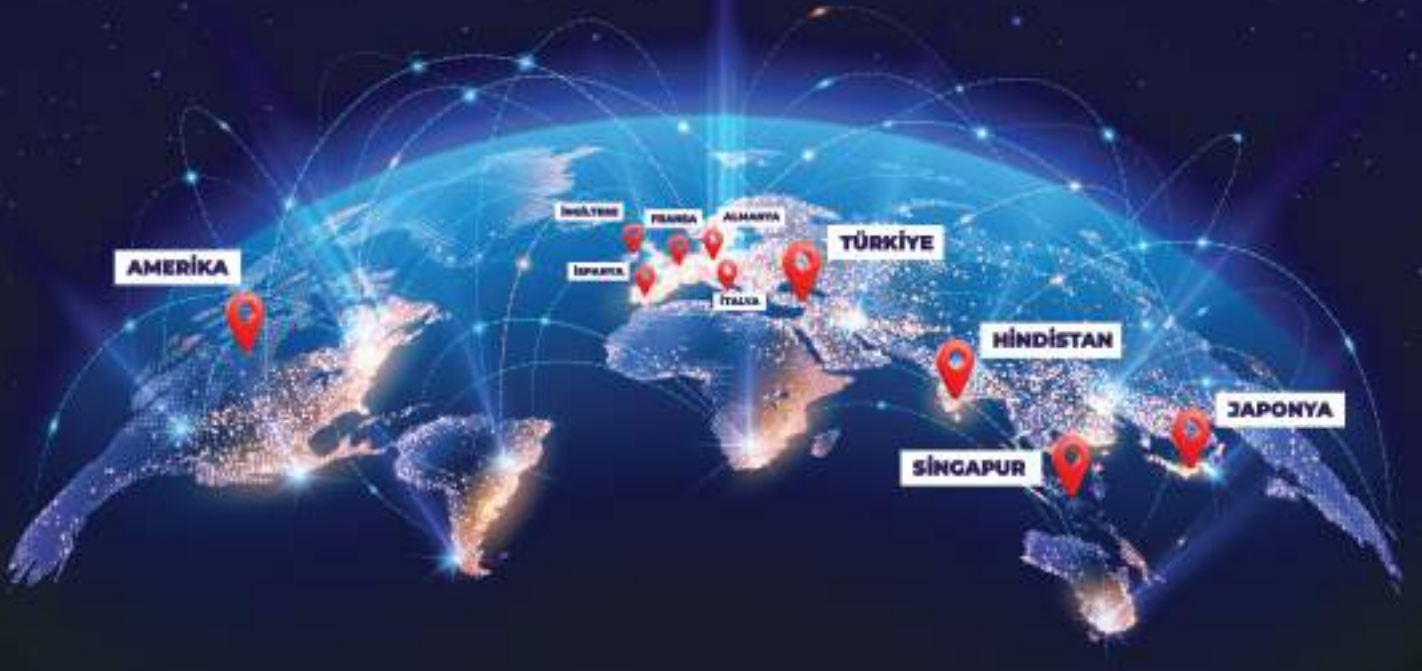 İNGİLTERE
FRANSA
ALMANYA
TÜRKİYE
AMERİKA
İSPANYA
İTALYA
HİNDİSTAN
JAPONYA
SİNGAPUR